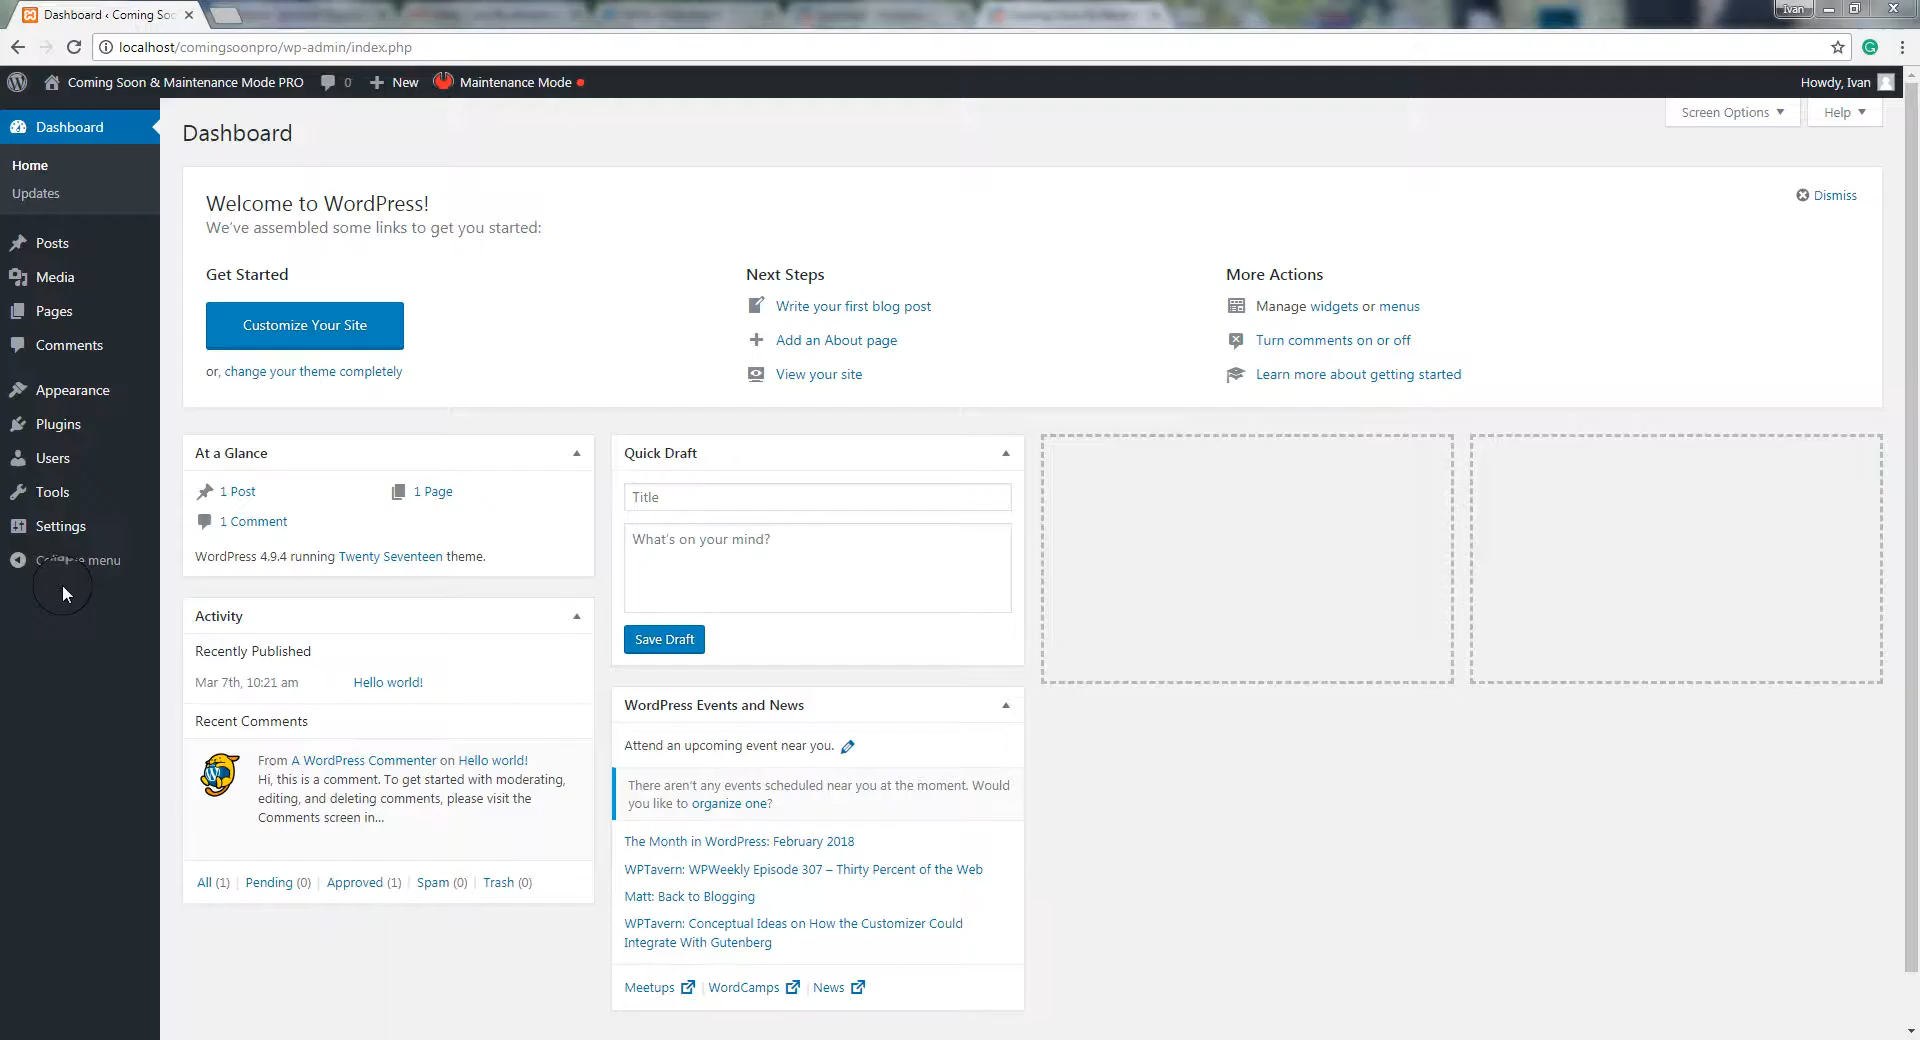 Dashboard ‹ Coming Soo
Ivan
localhost/comingsoonpro/wp-admin/index.php
Coming Soon & Maintenance Mode PRO
0
New
Maintenance Mode
Howdy, Ivan
Dashboard
Home
Updates
Posts
Media
Pages
Comments
Appearance
Plugins
Users
Tools
Settings
Collapse menu
Screen Options
Help
Dashboard
Welcome to WordPress!
Dismiss
We've assembled some links to get you started:
Get Started
Customize Your Site
or, change your theme completely
Next Steps
Write your first blog post
Add an About page
View your site
More Actions
Manage widgets or menus
Turn comments on or off
Learn more about getting started
At a Glance
1 Post
1 Page
1 Comment
WordPress 4.9.4 running Twenty Seventeen theme.
Activity
Recently Published
Mar 7th, 10:21 am
Hello world!
Recent Comments
From A WordPress Commenter on Hello world!
Hi, this is a comment. To get started with moderating,
editing, and deleting comments, please visit the
Comments screen in...
All (1) | Pending (0) | Approved (1) | Spam (0) | Trash (0)
Quick Draft
Title
What's on your mind?
Save Draft
WordPress Events and News
Attend an upcoming event near you.
There aren't any events scheduled near you at the moment. Would
you like to organize one?
The Month in WordPress: February 2018
WPTavern: WPWeekly Episode 307 – Thirty Percent of the Web
Matt: Back to Blogging
WPTavern: Conceptual Ideas on How the Customizer Could
Integrate With Gutenberg
Meetups | WordCamps | News